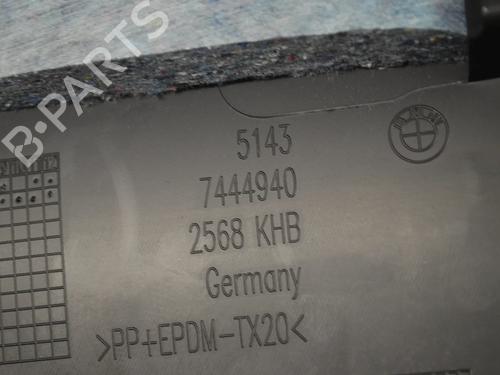 B-PARTS
5143
7444940
2568 KHB
Germany
>PP+EPDM-TX20<